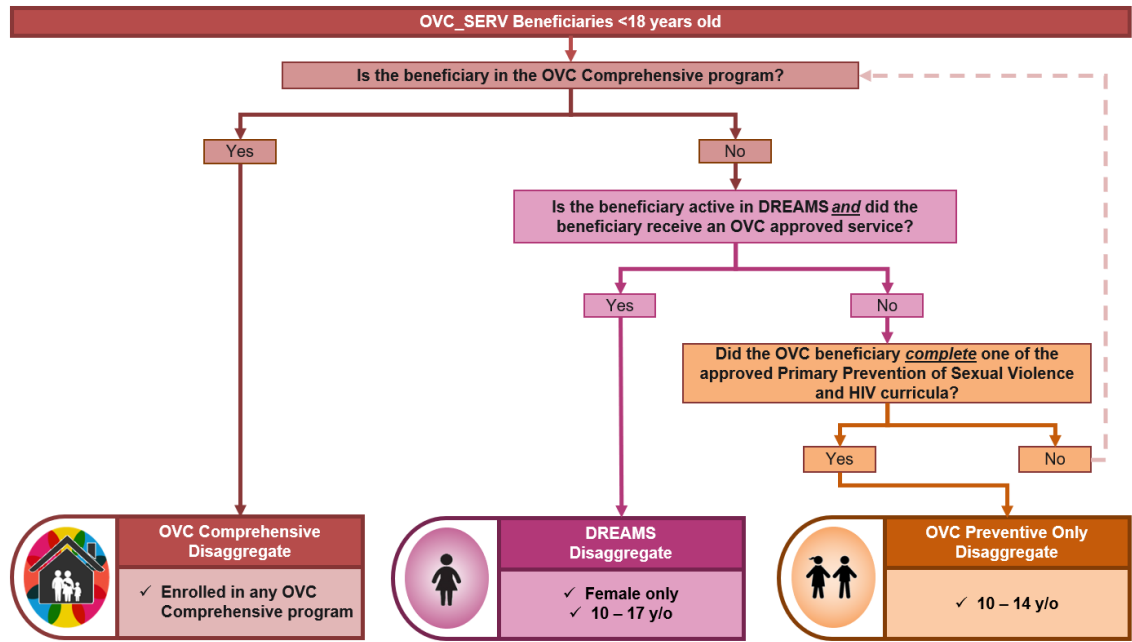 OVC_SERV Beneficiaries <18 years old
Is the beneficiary in the OVC Comprehensive program?
Yes
No
Is the beneficiary active in DREAMS and did the
beneficiary receive an OVC approved service?
Yes
No
Did the OVC beneficiary complete one of the
approved Primary Prevention of Sexual Violence
and HIV curricula?
Yes
No
OVC Comprehensive
Disaggregate
✓ Enrolled in any OVC
Comprehensive program
DREAMS
Disaggregate
✓ Female only
✓ 10 – 17 y/o
OVC Preventive Only
Disaggregate
✓ 10 – 14 y/o